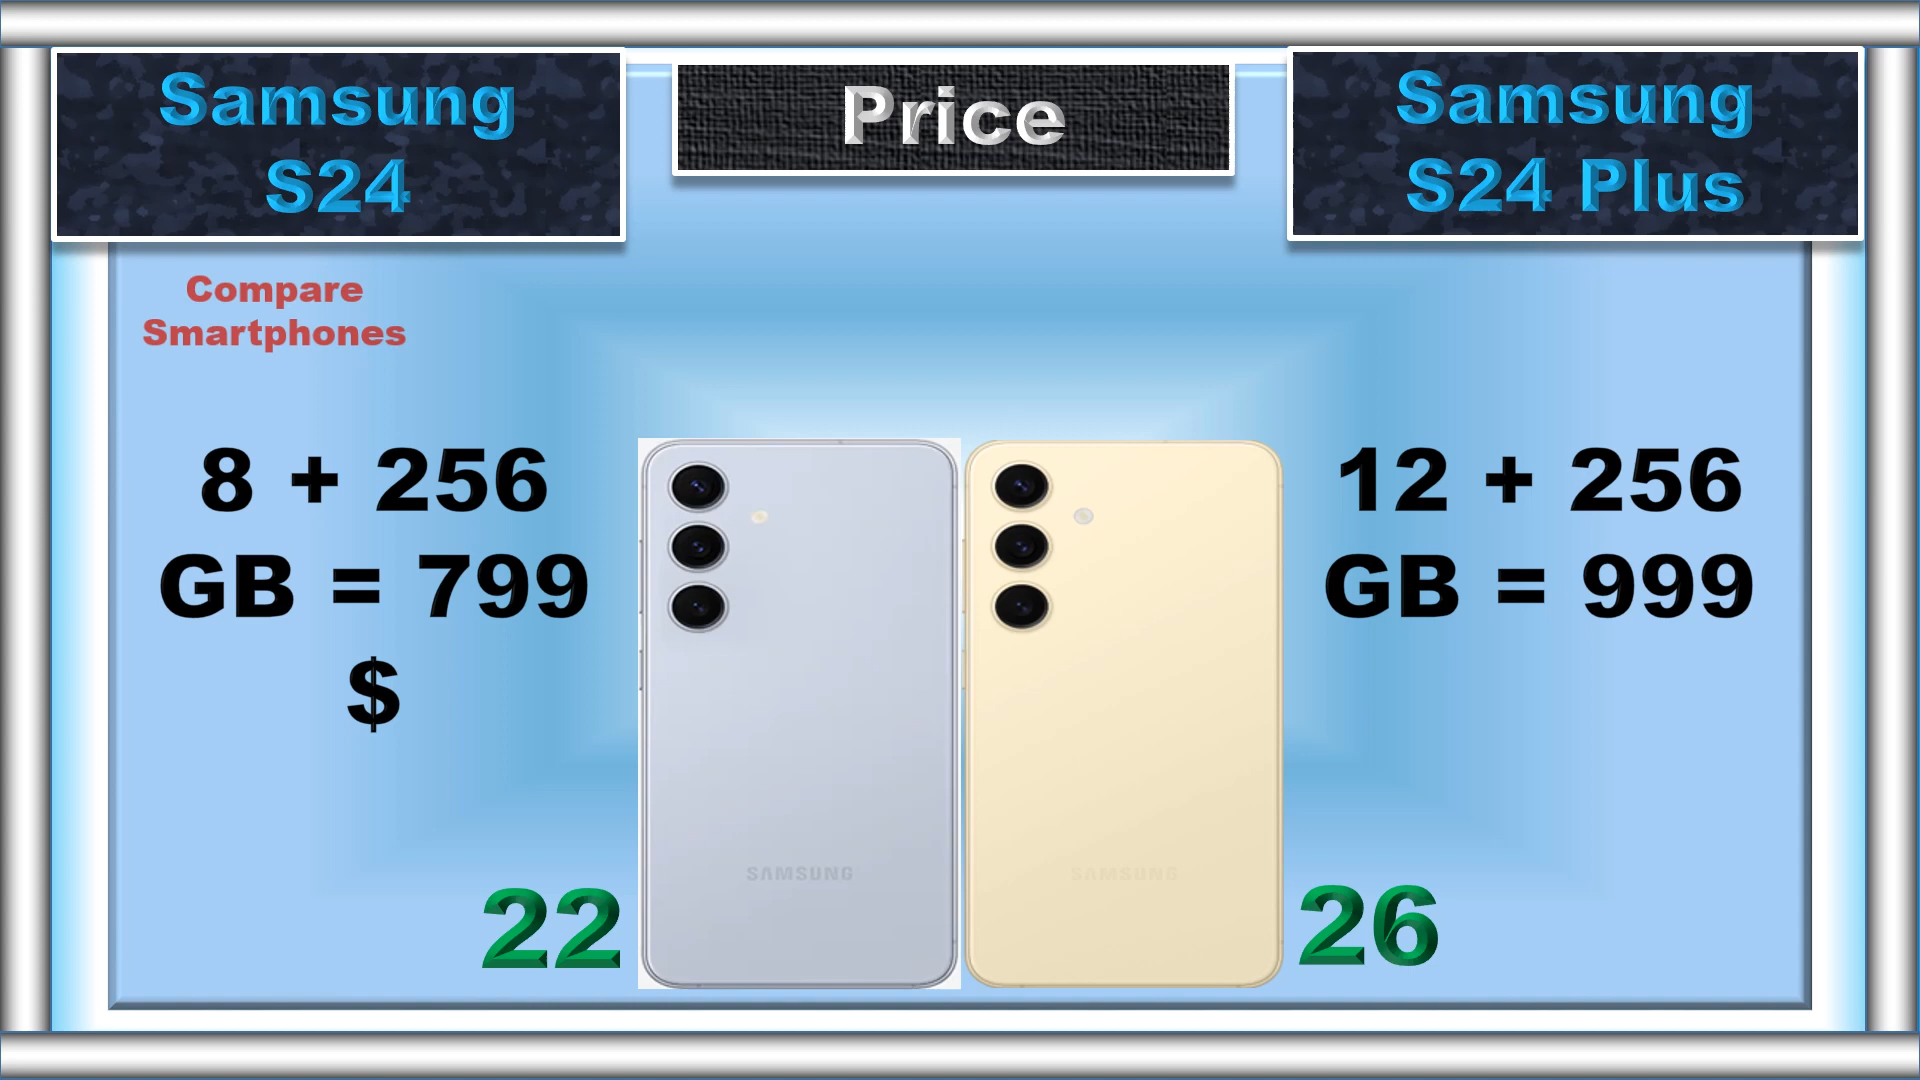 Samsung
S24
Price
Samsung
S24 Plus
Compare
Smartphones
8 + 256
GB = 799
$
12 + 256
GB = 999
SAMSUNG
SAMSUNG
22
26